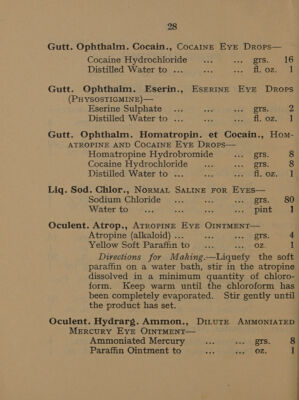 28
Gutt. Ophthalm. Cocain., Cocaine Eye Drops—
Cocaine Hydrochloride ... ... grs. 16
Distilled Water to ... ... fl. oz. 1
Gutt. Ophthalm. Eserin., Eserine Eye Drops
(Physostigmine)—
Eserine Sulphate ... ... grs. 2
Distilled Water to ... ... fl. oz. 1
Gutt. Ophthalm. Homatropin. et Cocain., Hom-
atropine and Cocaine Eye Drops—
Homatropine Hydrobromide ... grs. 8
Cocaine Hydrochloride ... ... grs. 8
Distilled Water to ... ... fl. oz. 1
Liq. Sod. Chlor., Normal Saline for Eyes—
Sodium Chloride ... ... grs. 80
Water to ... ... ... ... pint 1
Oculent. Atrop., Atropine Eye Ointment—
Atropine (alkaloid) ... ... grs. 4
Yellow Soft Paraffin to ... ... oz. 1
Directions for Making.—Liquefy the soft
paraffin on a water bath, stir in the atropine
dissolved in a minimum quantity of chloro-
form. Keep warm until the chloroform has
been completely evaporated. Stir gently until
the product has set.
Oculent. Hydrarg. Ammon., Dilute Ammoniated
Mercury Eye Ointment—
Ammoniated Mercury ... ... grs. 8
Paraffin Ointment to ... ... oz. 1